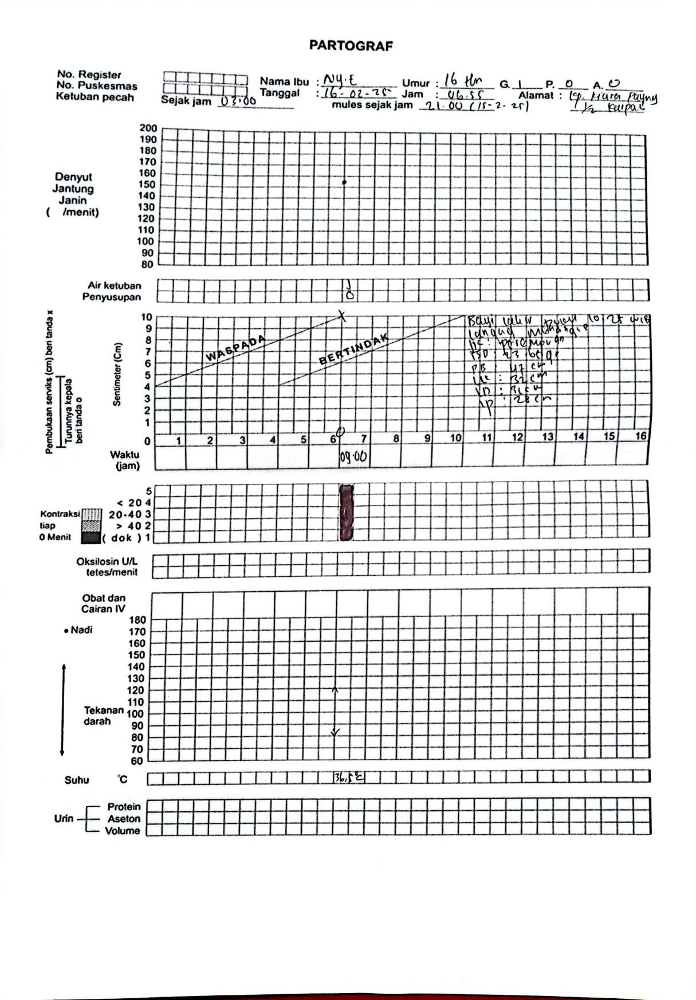 PARTOGRAF
No. Register
No. Puskesmas
Ketuban pecah Sejak jam 03.00
Nama Ibu : NY. E Umur : 16 thn G. 1 P. 0 A. 0
Tanggal : 16-02-25 Jam : 06.55 Alamat : kp. kiara Payung
mules sejak jam 21.00 (15-2-25) 1/2
200
190
180
170
160
150
140
130
120
110
100
90
80
Denyut
Jantung
Janin
( /menit)
Air ketuban J
Penyusupan 0
Pembukaan serviks (cm) beri tanda x
Turunnya kepala
beri tanda o
Sentimeter (Cm)
10
9
8
7
6
5
4
3
2
1
0
WASPADA
BERTINDAK
X
O
Bayi lahir 10 25 wib
langsung menangis
JK : perempuan
BB
PB : 47 cm
LK : 32 cm
LD : 31 cm
LP : 28 cm
1 2 3 4 5 6 7 8 9 10 11 12 13 14 15 16
Waktu
(jam)
09.00
Kontraksi
tiap
0 Menit
5
< 20 4
20-40 3
> 40 2
( dok ) 1
Oksilosin U/L
tetes/menit
Obat dan
Cairan IV
• Nadi
Tekanan
darah
180
170
160
150
140
130
120
110
100
90
80
70
60
Suhu °C 36,5°C
Urin
Protein
Aseton
Volume